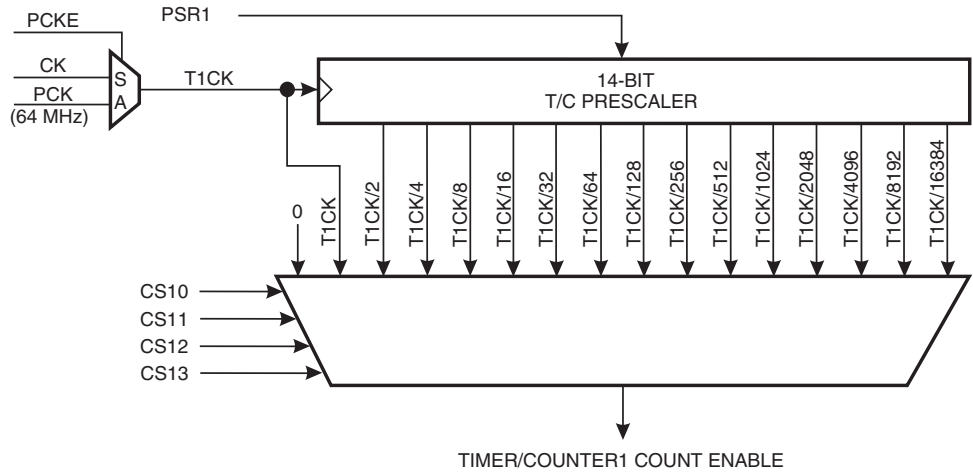 PCKE
PSR1
CK
PCK
(64 MHz)
S
A
T1CK
14-BIT
T/C PRESCALER
0
T1CK
T1CK/2
T1CK/4
T1CK/8
T1CK/16
T1CK/32
T1CK/64
T1CK/128
T1CK/256
T1CK/512
T1CK/1024
T1CK/2048
T1CK/4096
T1CK/8192
T1CK/16384
CS10
CS11
CS12
CS13
TIMER/COUNTER1 COUNT ENABLE